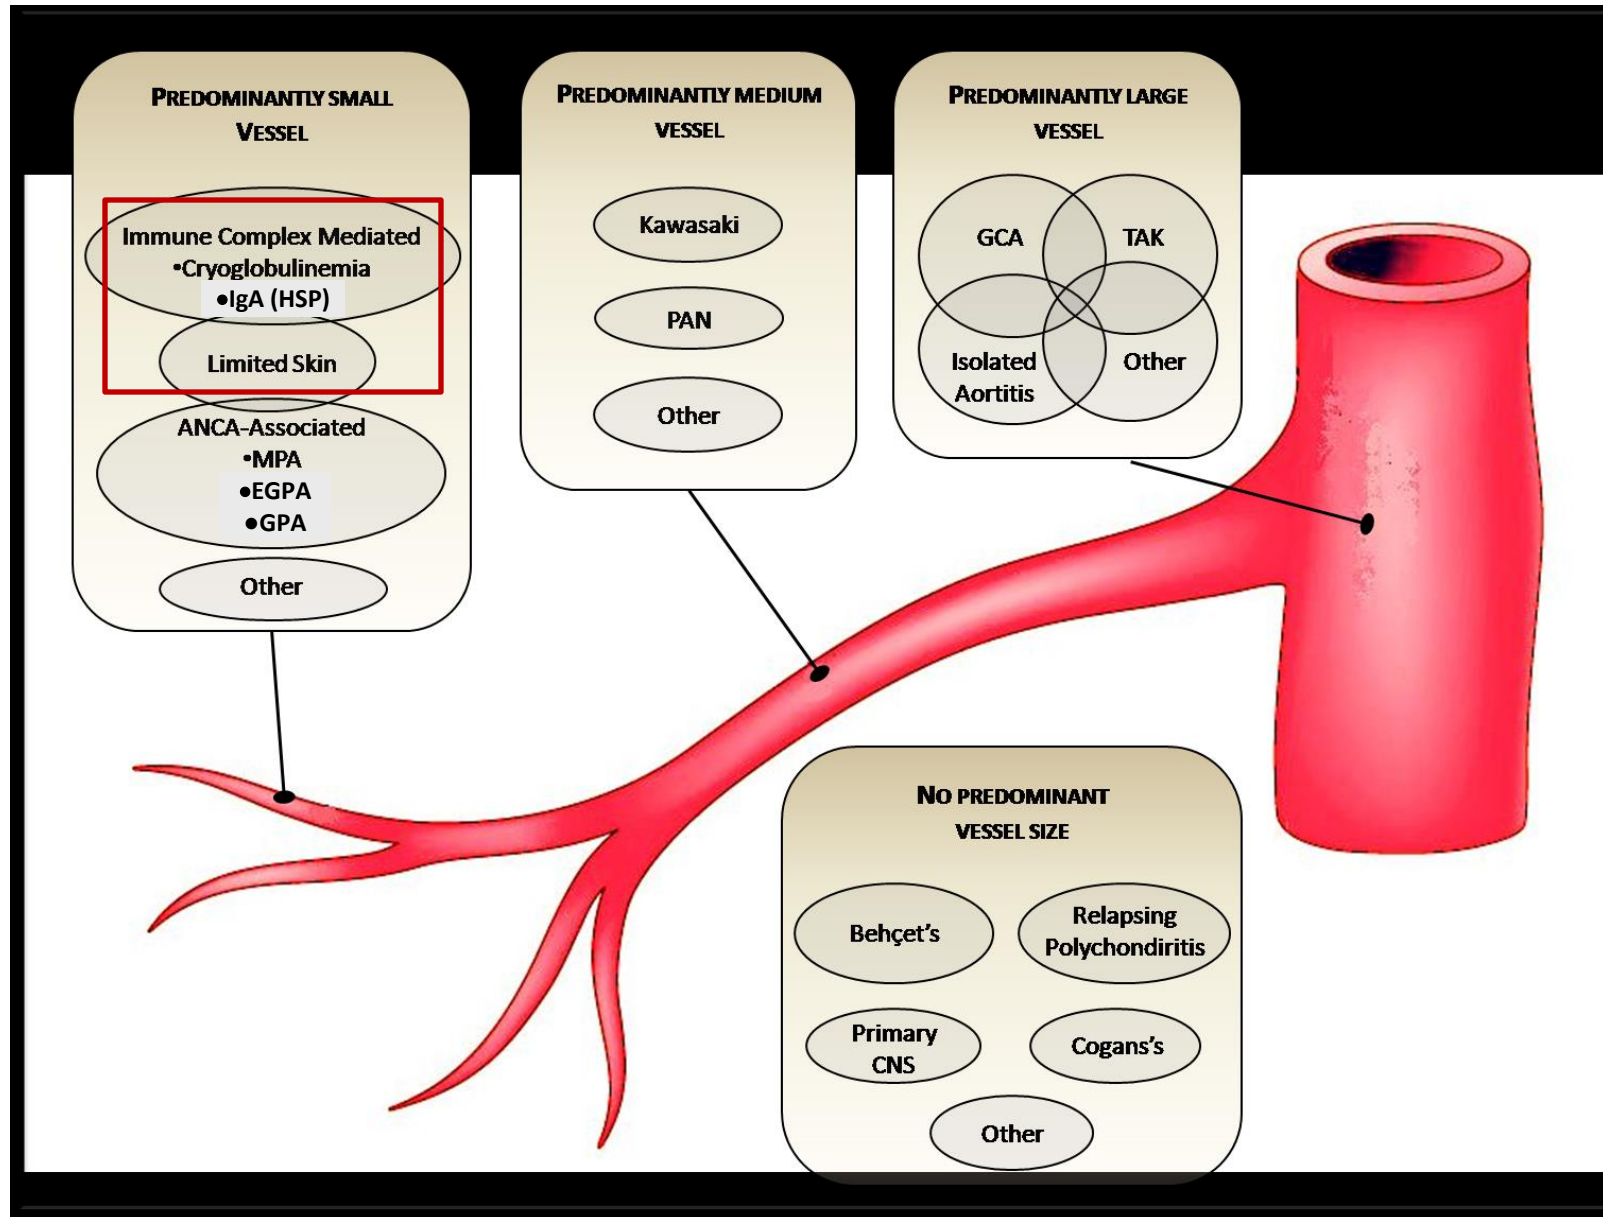 PREDOMINANTLY SMALL
VESSEL
Immune Complex Mediated
•Cryoglobulinemia
•IgA (HSP)
Limited Skin
ANCA-Associated
•MPA
•EGPA
•GPA
Other
PREDOMINANTLY MEDIUM
VESSEL
Kawasaki
PAN
Other
PREDOMINANTLY LARGE
VESSEL
GCA
TAK
Isolated
Aortitis
Other
NO PREDOMINANT
VESSEL SIZE
Behçet's
Relapsing
Polychondiritis
Primary
CNS
Cogans's
Other